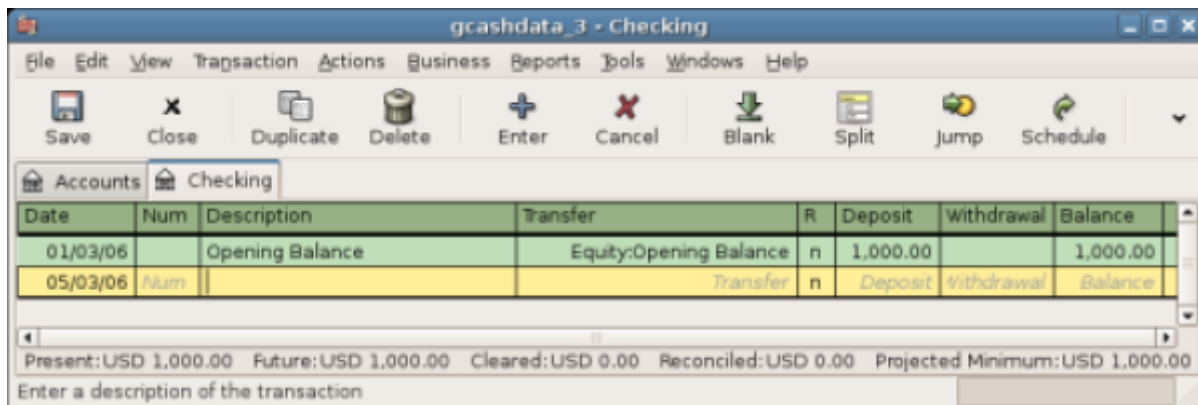 gcashdata_3 - Checking
File Edit View Transaction Actions Business Reports Tools Windows Help
Save Close Duplicate Delete Enter Cancel Blank Split Jump Schedule
Accounts Checking
Date Num Description Transfer R Deposit Withdrawal Balance
01/03/06 Opening Balance Equity:Opening Balance n 1,000.00 1,000.00
05/03/06 Num Transfer n Deposit Withdrawal Balance
Present:USD 1,000.00 Future:USD 1,000.00 Cleared:USD 0.00 Reconciled:USD 0.00 Projected Minimum:USD 1,000.00
Enter a description of the transaction